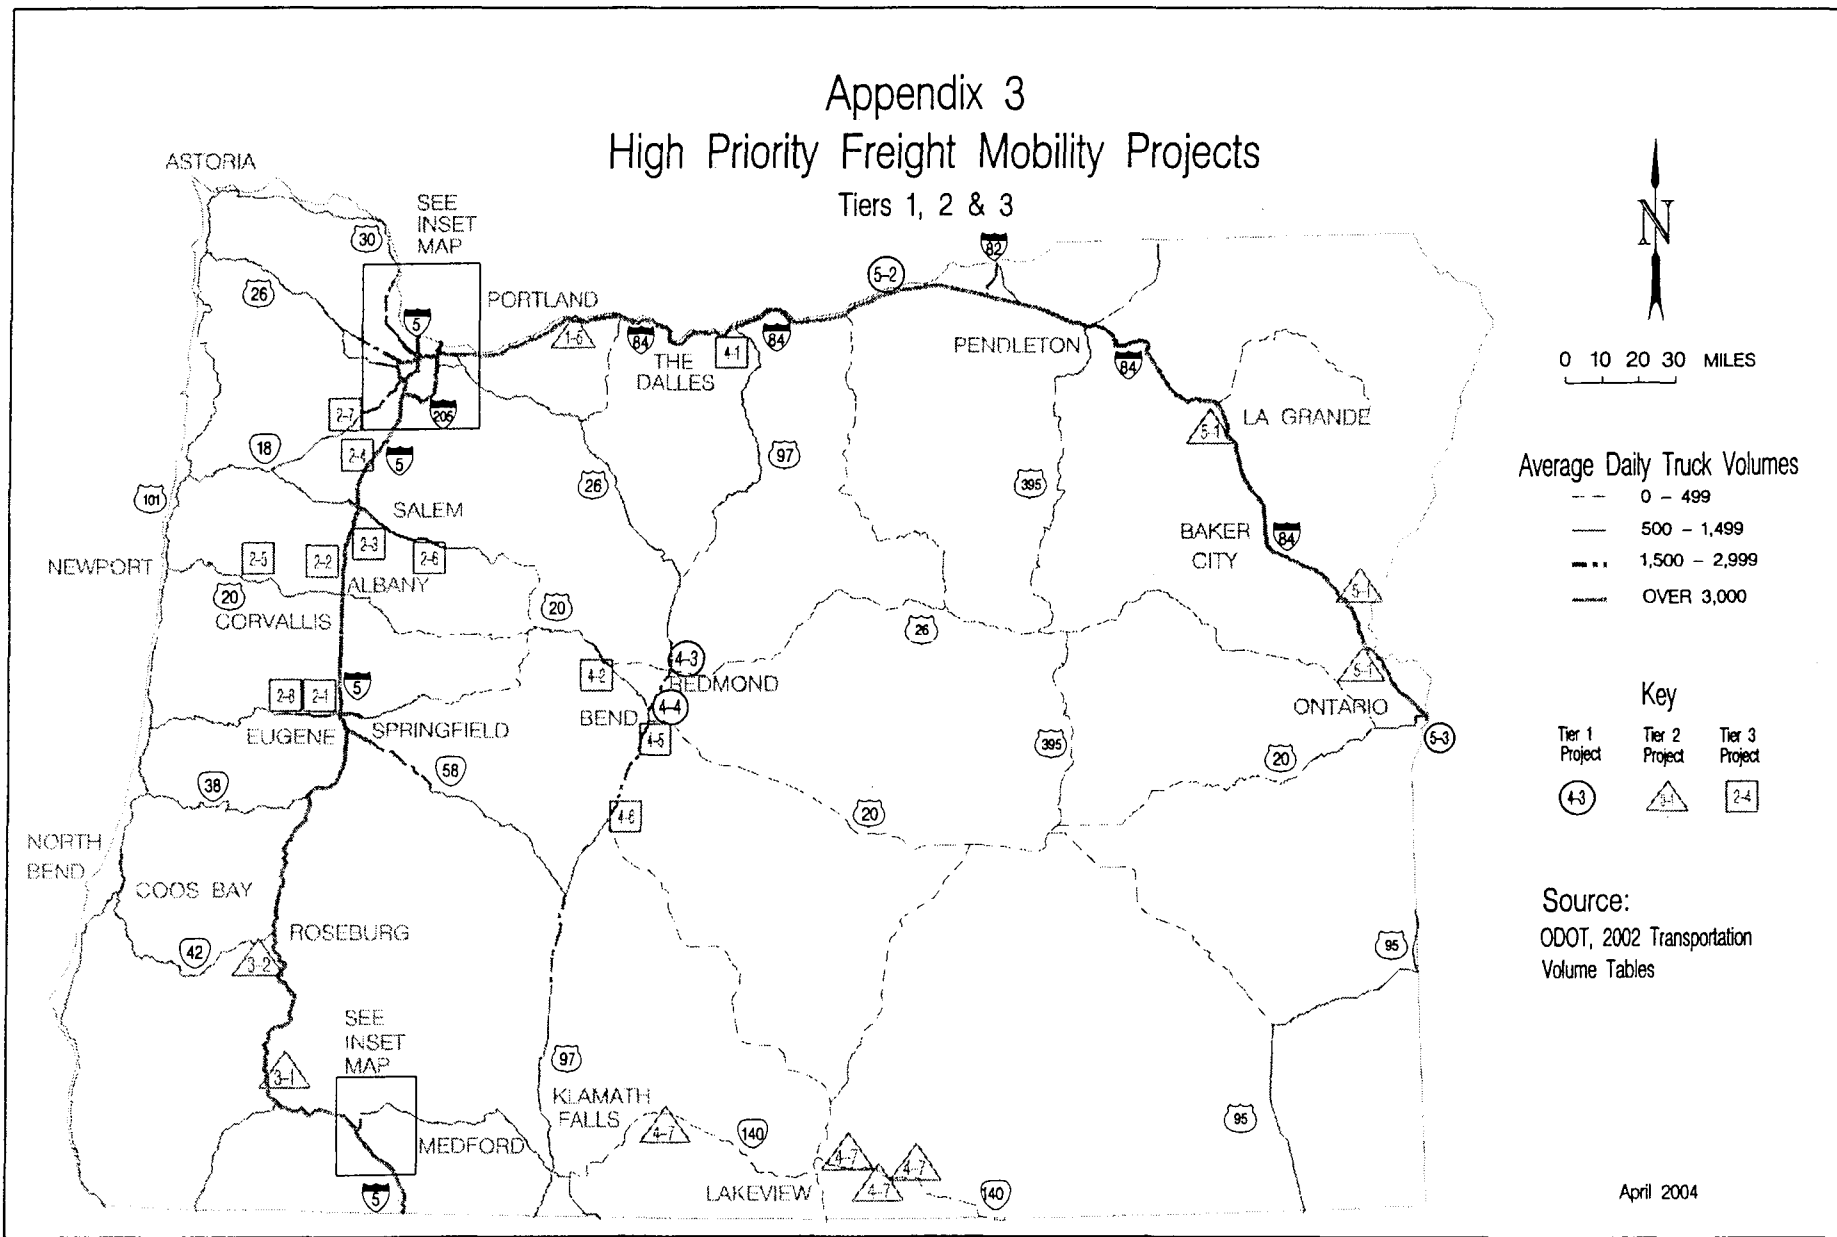 Appendix 3
High Priority Freight Mobility Projects
Tiers 1, 2 & 3
ASTORIA
SEE
INSET
MAP
30
26
5
PORTLAND
1-6
84
THE
DALLES
4-1
84
5-2
82
PENDLETON
84
LA GRANDE
5-1
205
2-7
2-4
5
18
101
SALEM
26
97
395
BAKER
CITY
84
NEWPORT
2-5
2-2
2-3
2-6
ALBANY
20
CORVALLIS
20
26
5-1
5-1
ONTARIO
5-3
4-2
4-3
REDMOND
4-4
BEND
4-5
2-8
2-1
5
EUGENE
SPRINGFIELD
58
38
4-6
20
395
20
NORTH
BEND
COOS BAY
ROSEBURG
42
3-2
95
SEE
INSET
MAP
3-1
97
KLAMATH
FALLS
4-7
140
MEDFORD
5
LAKEVIEW
4-7
4-7
4-7
140
95
N
0 10 20 30 MILES
Average Daily Truck Volumes
0 - 499
500 - 1,499
1,500 - 2,999
OVER 3,000
Key
Tier 1 Project
Tier 2 Project
Tier 3 Project
4-3
5-1
2-4
Source:
ODOT, 2002 Transportation
Volume Tables
April 2004